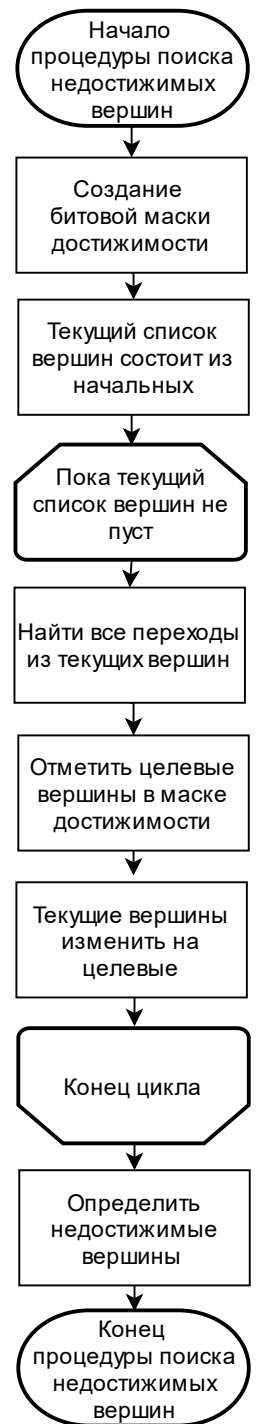 Начало
процедуры поиска
недостижимых
вершин
Создание
битовой маски
достижимости
Текущий список
вершин состоит из
начальных
Пока текущий
список вершин не
пуст
Найти все переходы
из текущих вершин
Отметить целевые
вершины в маске
достижимости
Текущие вершины
изменить на
целевые
Конец цикла
Определить
недостижимые
вершины
Конец
процедуры поиска
недостижимых
вершин